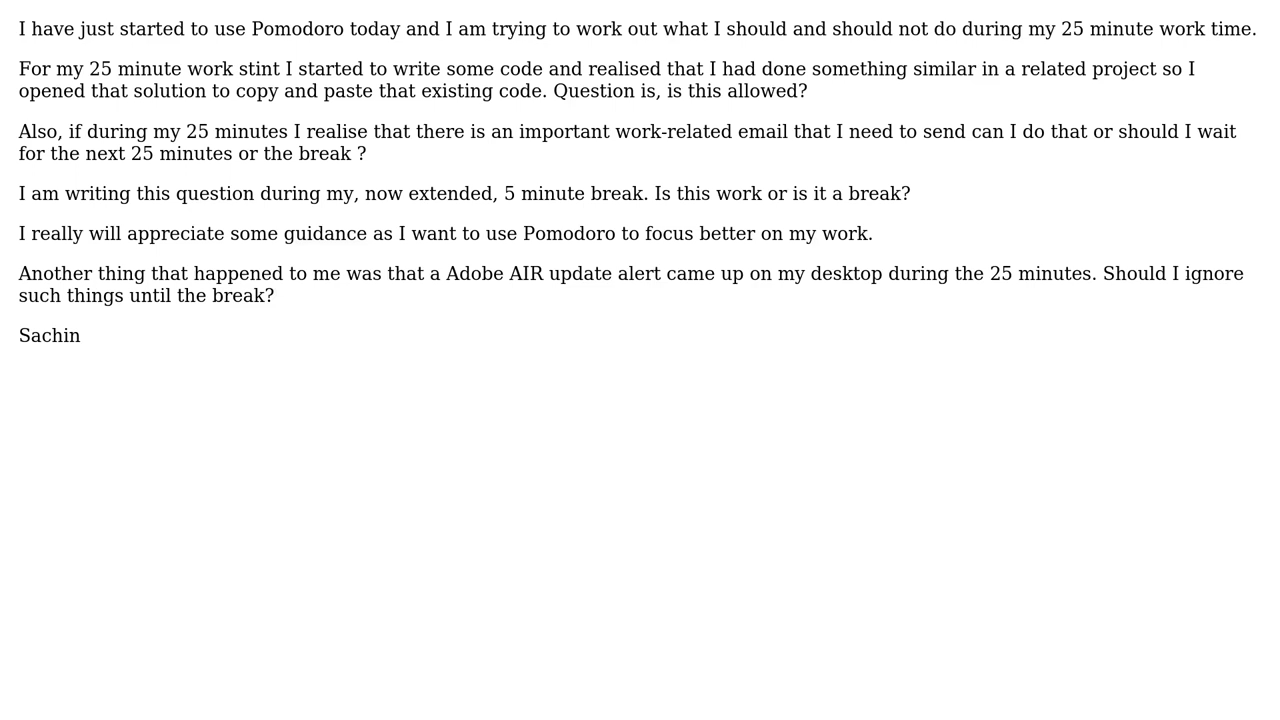 I have just started to use Pomodoro today and I am trying to work out what I should and should not do during my 25 minute work time.
For my 25 minute work stint I started to write some code and realised that I had done something similar in a related project so I
opened that solution to copy and paste that existing code. Question is, is this allowed?
Also, if during my 25 minutes I realise that there is an important work-related email that I need to send can I do that or should I wait
for the next 25 minutes or the break ?
I am writing this question during my, now extended, 5 minute break. Is this work or is it a break?
I really will appreciate some guidance as I want to use Pomodoro to focus better on my work.
Another thing that happened to me was that a Adobe AIR update alert came up on my desktop during the 25 minutes. Should I ignore
such things until the break?
Sachin